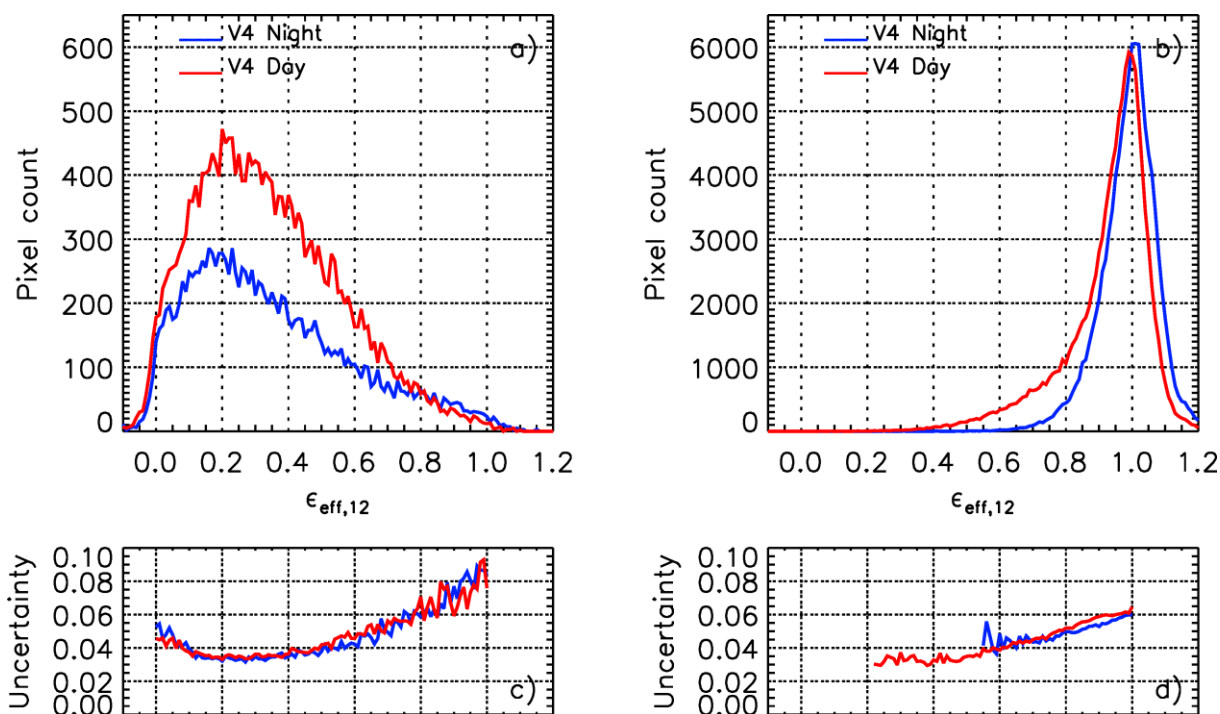 V4 Night
V4 Day
a)
600
500
400
300
200
100
0
Pixel count
0.0 0.2 0.4 0.6 0.8 1.0 1.2
ϵeff,12
V4 Night
V4 Day
b)
6000
5000
4000
3000
2000
1000
0
Pixel count
0.0 0.2 0.4 0.6 0.8 1.0 1.2
ϵeff,12
0.10
0.08
0.06
0.04
0.02
0.00
Uncertainty
c)
0.10
0.08
0.06
0.04
0.02
0.00
Uncertainty
d)